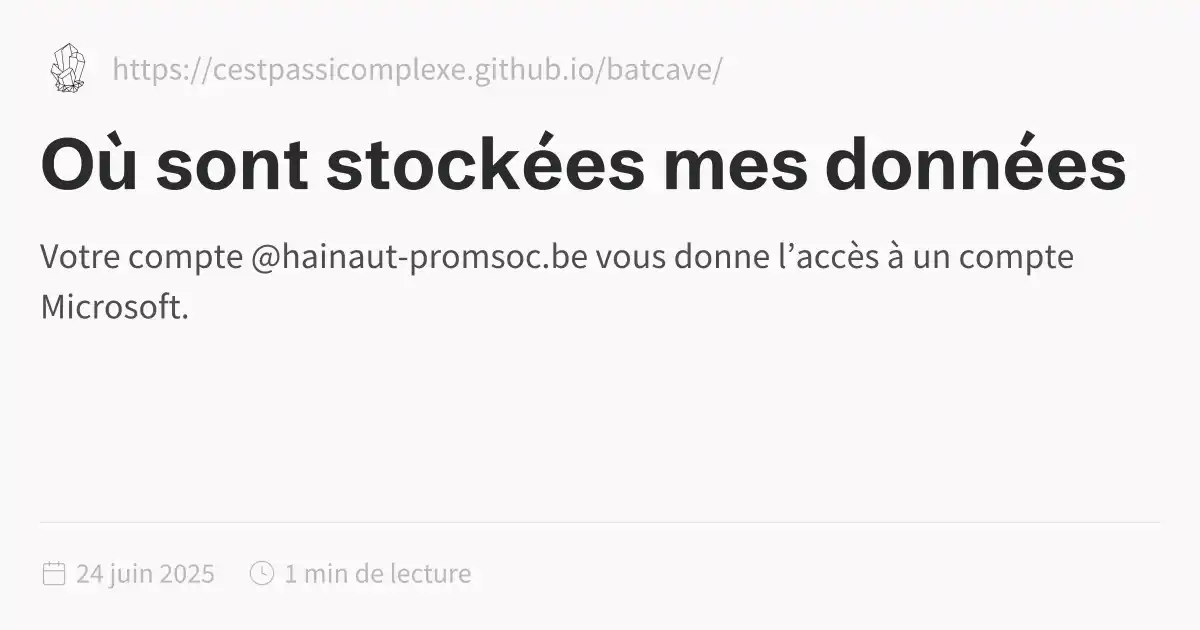 https://cestpassicomplexe.github.io/batcave/
Où sont stockées mes données
Votre compte @hainaut-promsoc.be vous donne l’accès à un compte
Microsoft.
24 juin 2025 1 min de lecture